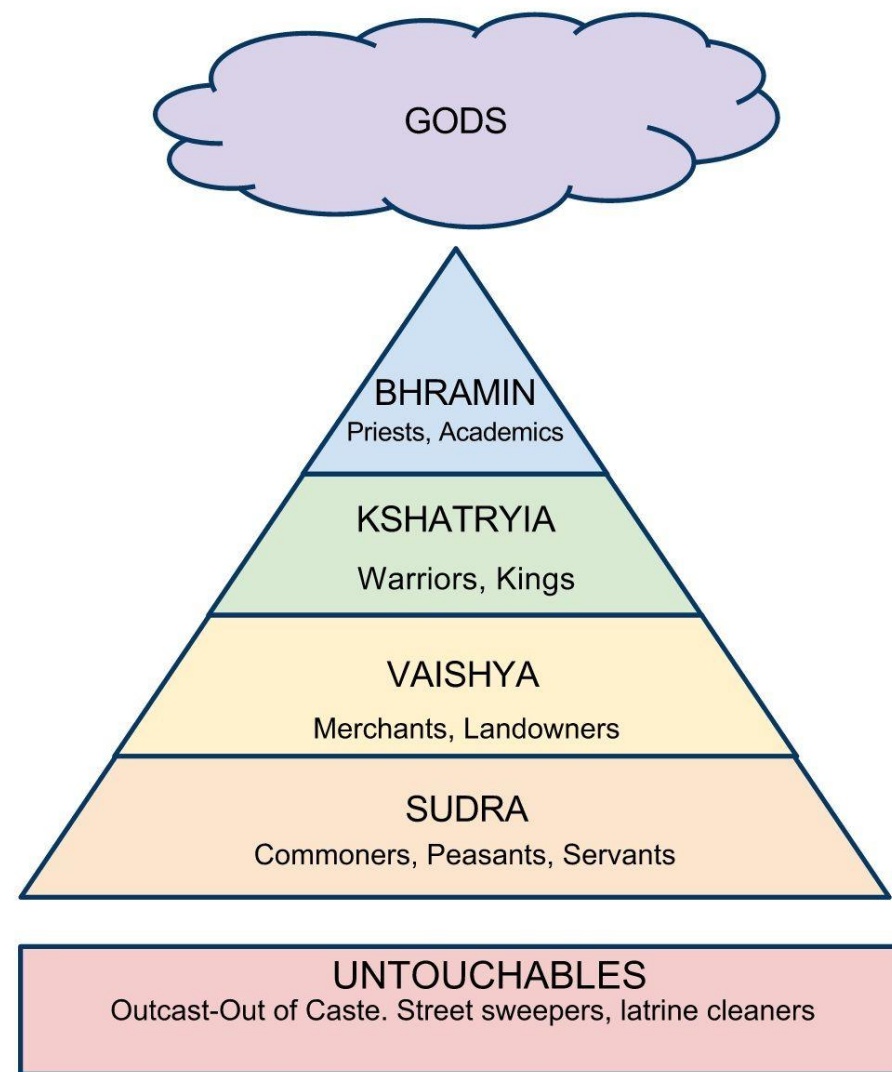 GODS
BHRAMIN
Priests, Academics
KSHATRYIA
Warriors, Kings
VAISHYA
Merchants, Landowners
SUDRA
Commoners, Peasants, Servants
UNTOUCHABLES
Outcast-Out of Caste. Street sweepers, latrine cleaners